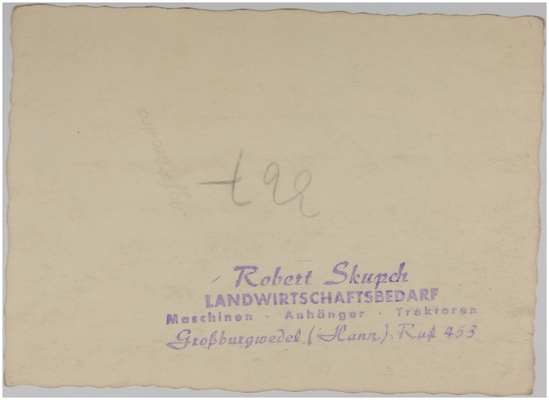 Robert Skupch
LANDWIRTSCHAFTSBEDARF
Maschinen · Anhänger · Traktoren
Großburgwedel (Hann.), Ruf 453